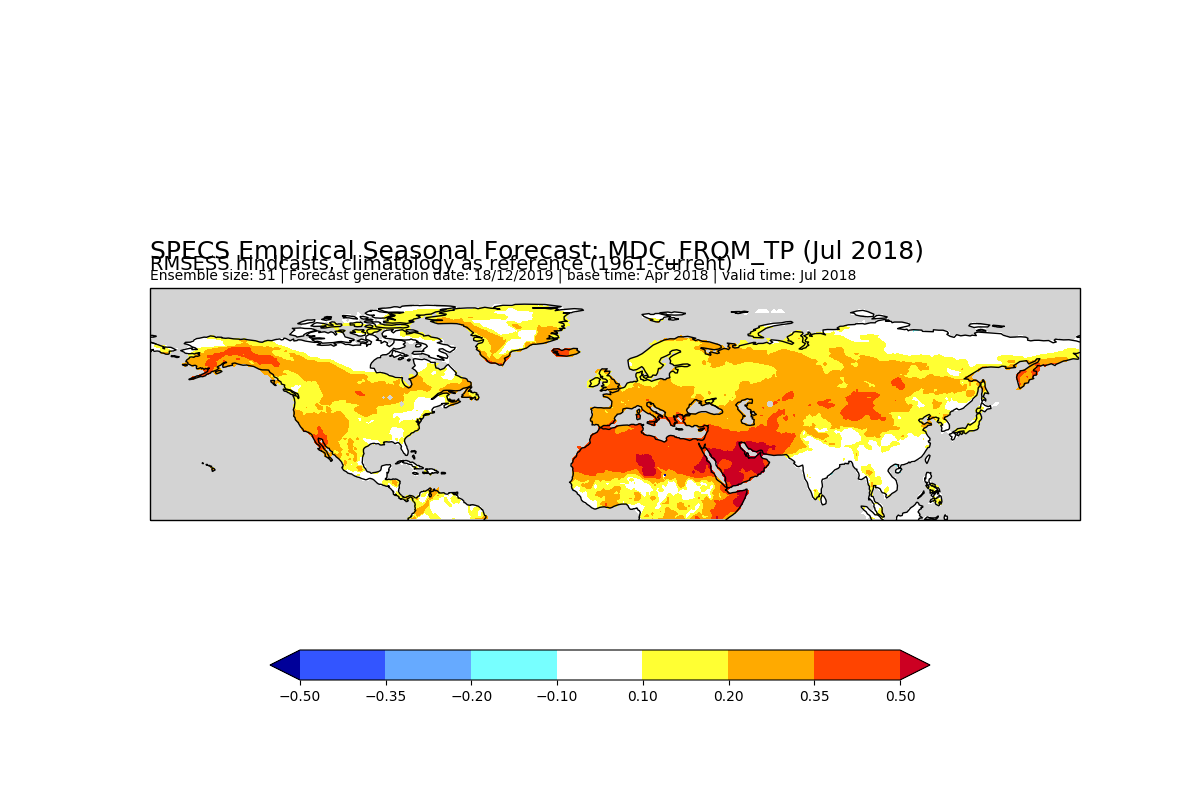 SPECS Empirical Seasonal Forecast: MDC_FROM_TP (Jul 2018)
RMSESS hindcasts, climatology as reference (1961-current)
Ensemble size: 51 | Forecast generation date: 18/12/2019 | base time: Apr 2018 | valid time: Jul 2018
−0.50 −0.35 −0.20 −0.10 0.10 0.20 0.35 0.50